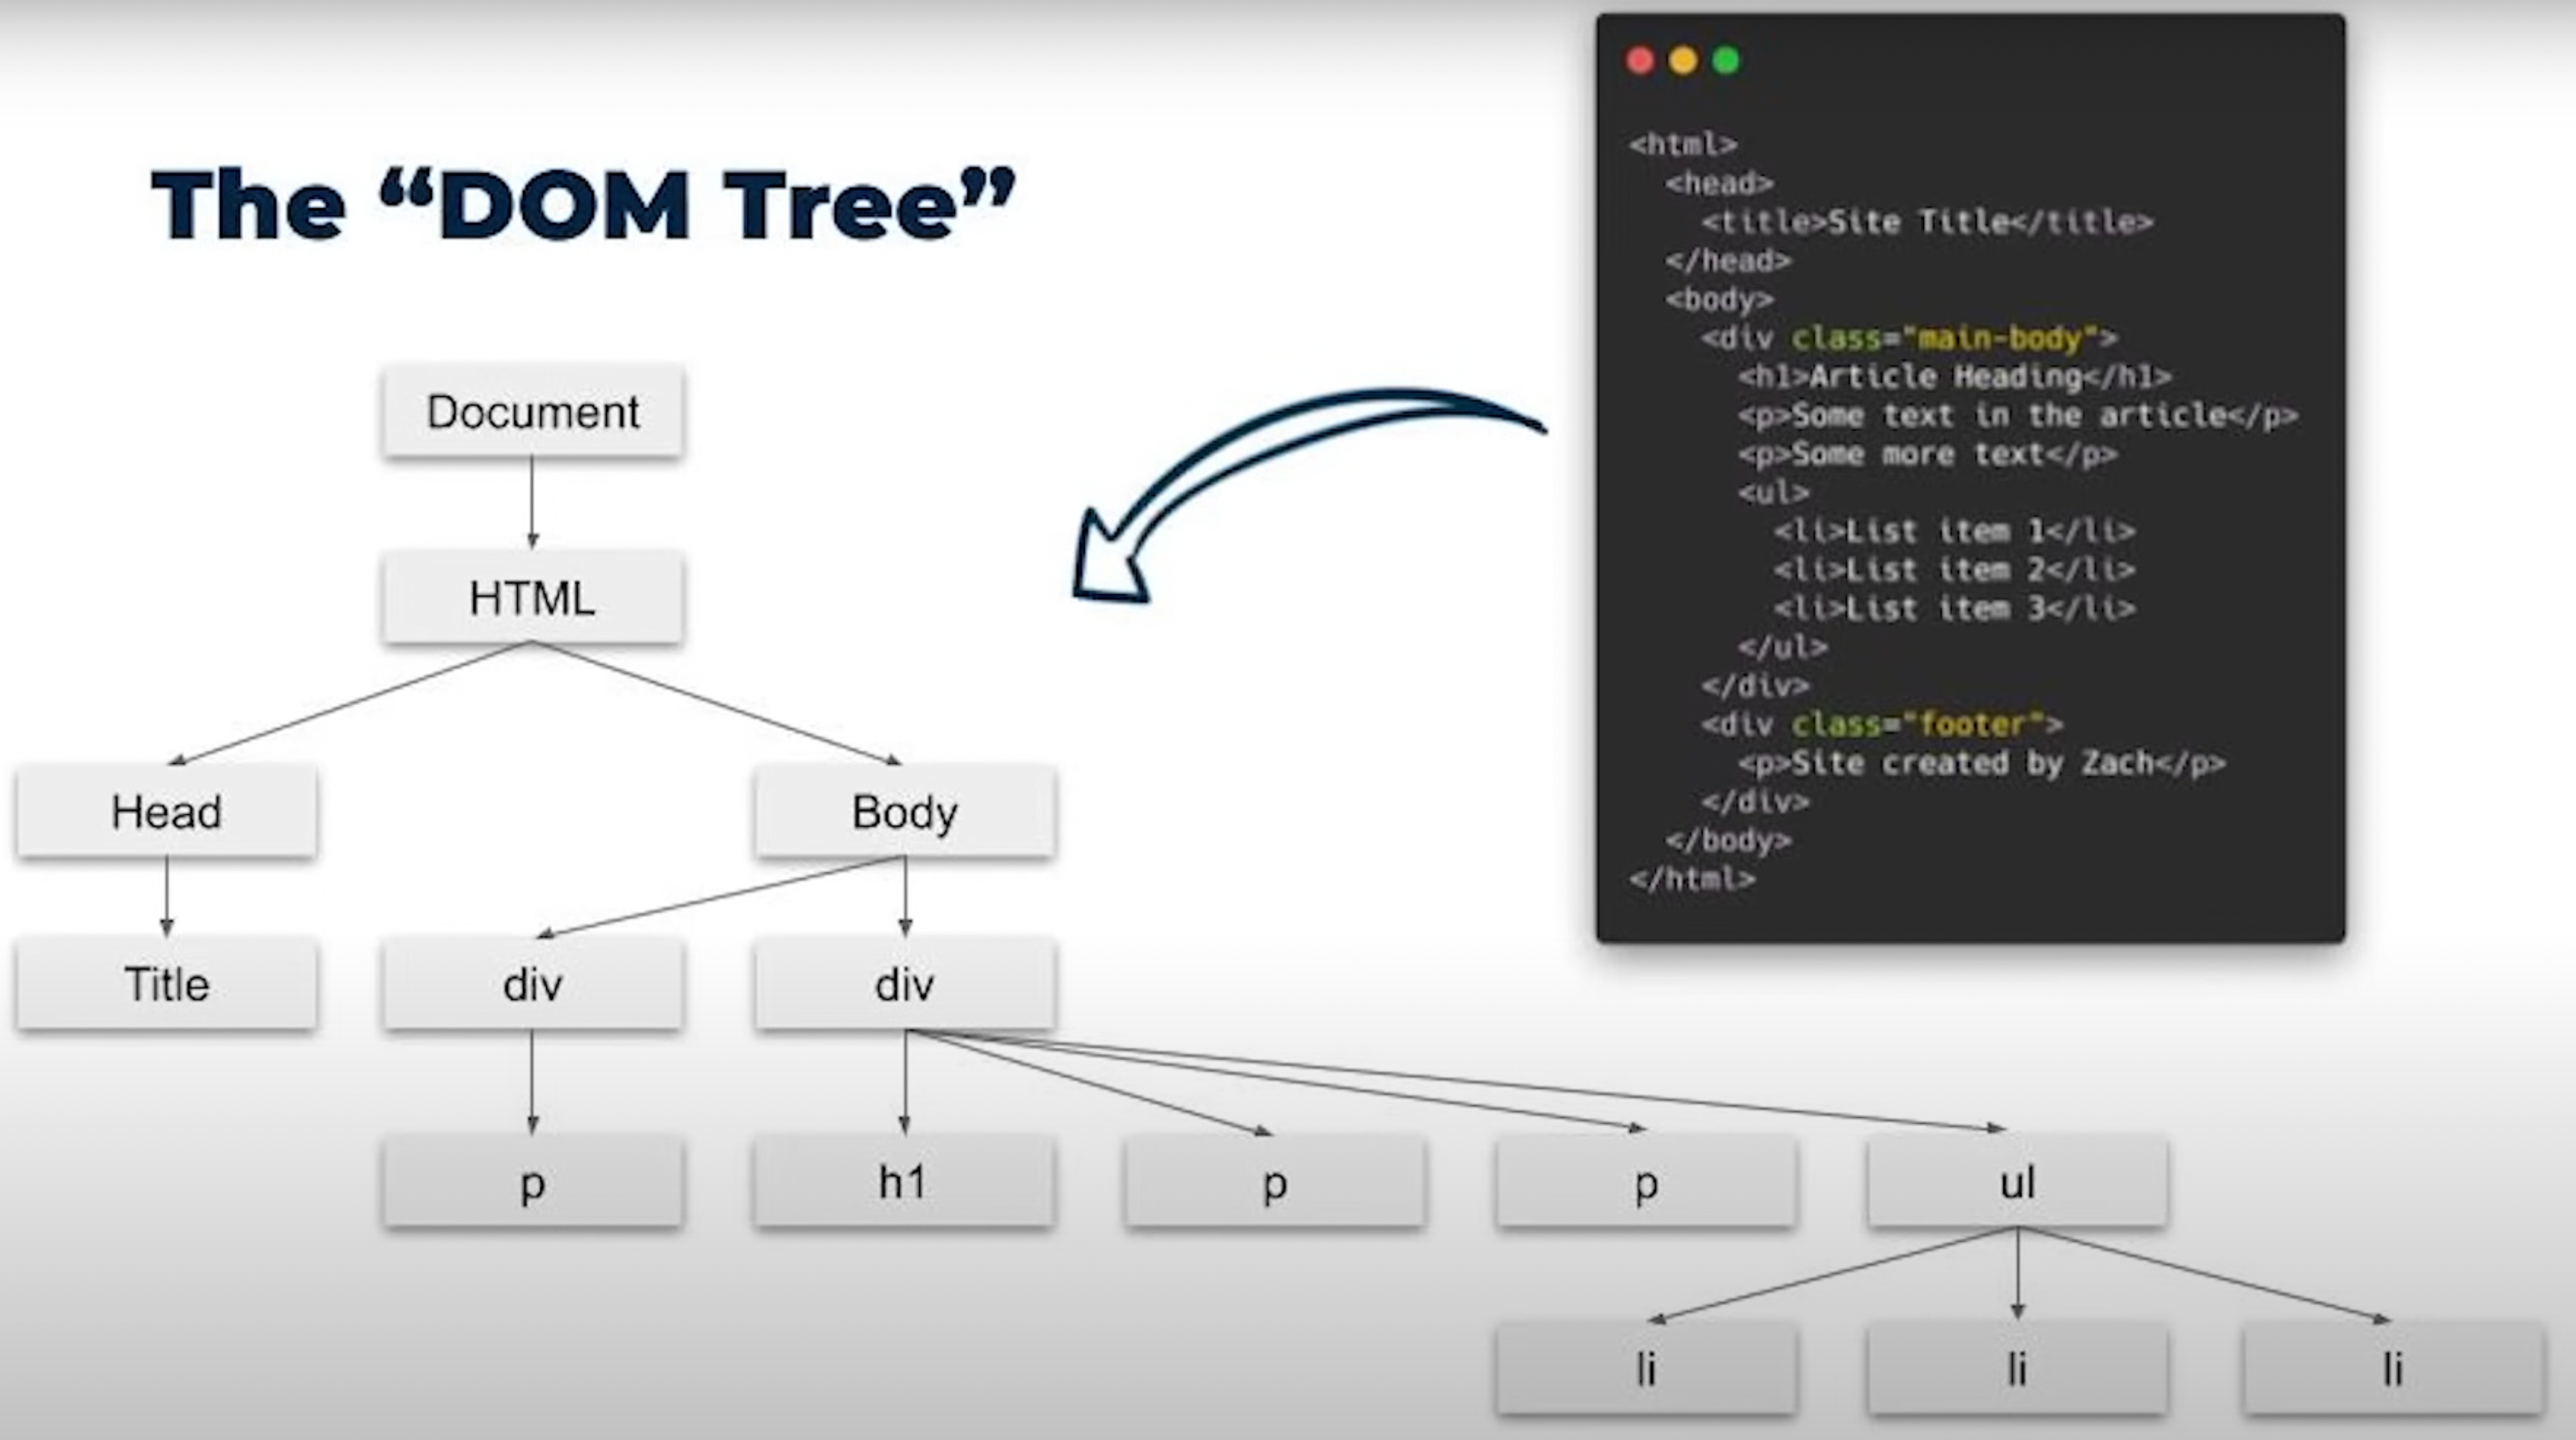 The “DOM Tree”
Document
HTML
Head
Body
Title
div
div
p
h1
p
p
ul
li
li
li
<html>
<head>
<title>Site Title</title>
</head>
<body>
<div class="main-body">
<h1>Article Heading</h1>
<p>Some text in the article</p>
<p>Some more text</p>
<ul>
<li>List item 1</li>
<li>List item 2</li>
<li>List item 3</li>
</ul>
</div>
<div class="footer">
<p>Site created by Zach</p>
</div>
</body>
</html>